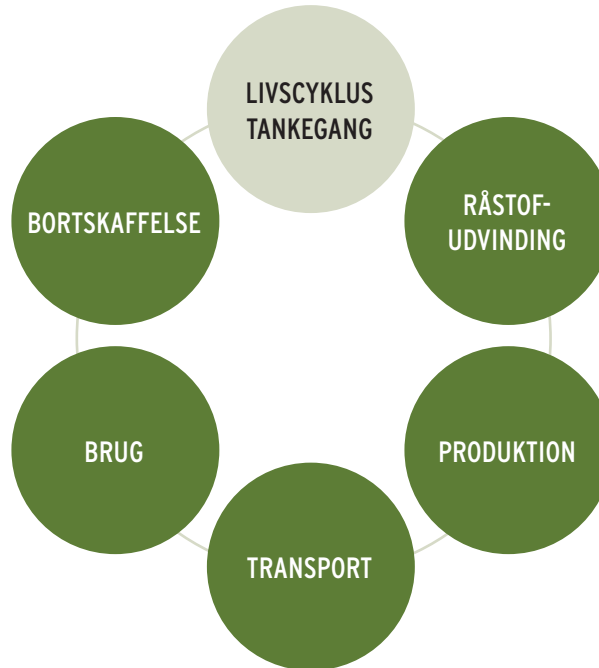 LIVSCYKLUS
TANKEGANG
RÅSTOF-
UDVINDING
PRODUKTION
TRANSPORT
BRUG
BORTSKAFFELSE